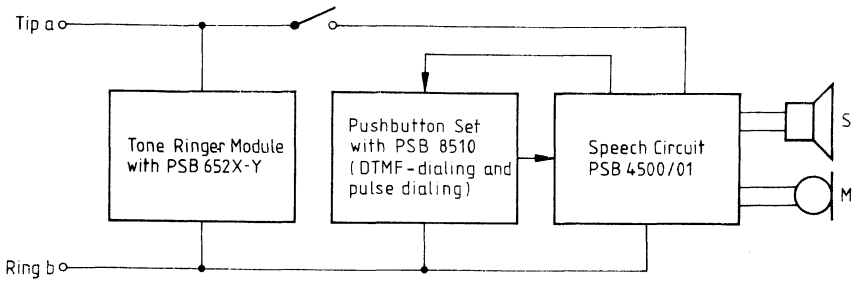 Tip a
Tone Ringer Module
with PSB 652X-Y
Pushbutton Set
with PSB 8510
(DTMF-dialing and
pulse dialing)
Speech Circuit
PSB 4500/01
S
M
Ring b